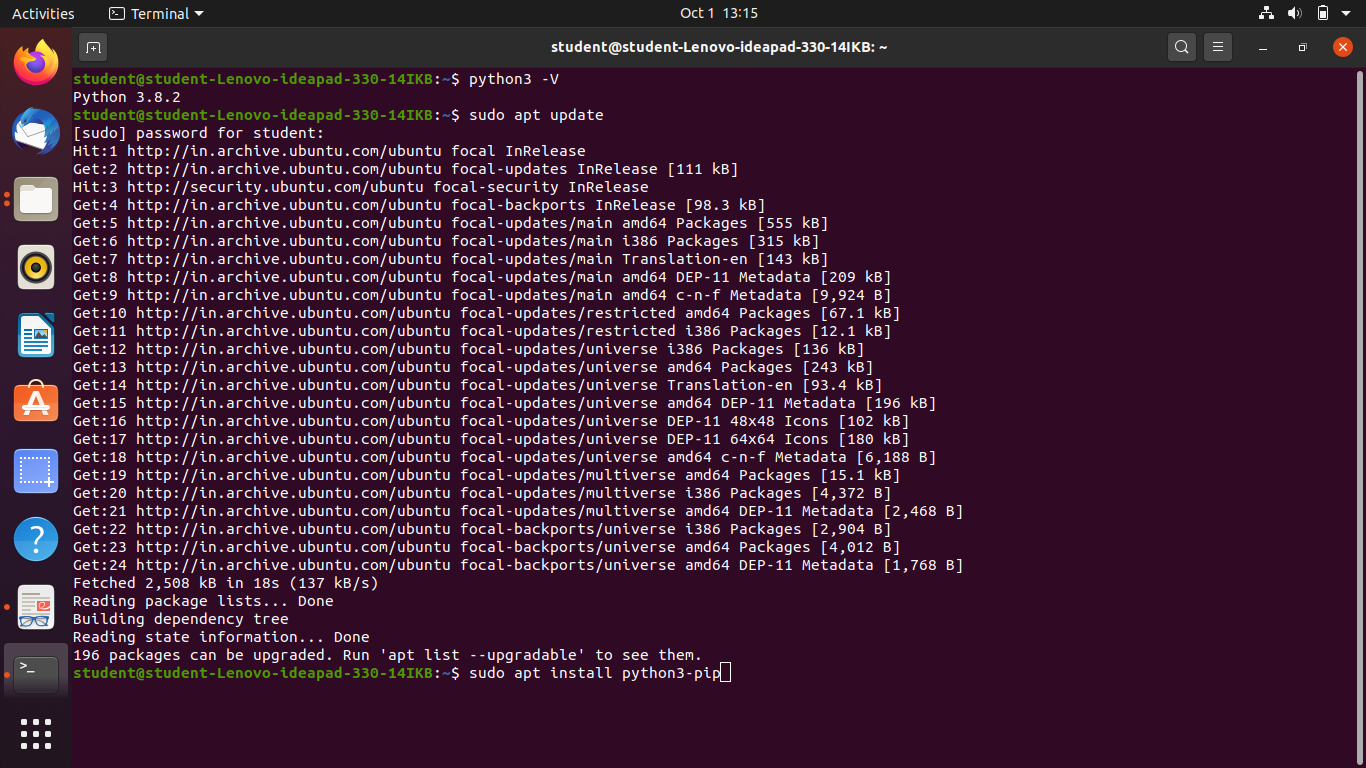 Activities Terminal Oct 1 13:15
student@student-Lenovo-ideapad-330-14IKB: ~
student@student-Lenovo-ideapad-330-14IKB:~$ python3 -V
Python 3.8.2
student@student-Lenovo-ideapad-330-14IKB:~$ sudo apt update
[sudo] password for student:
Hit:1 http://in.archive.ubuntu.com/ubuntu focal InRelease
Get:2 http://in.archive.ubuntu.com/ubuntu focal-updates InRelease [111 kB]
Hit:3 http://security.ubuntu.com/ubuntu focal-security InRelease
Get:4 http://in.archive.ubuntu.com/ubuntu focal-backports InRelease [98.3 kB]
Get:5 http://in.archive.ubuntu.com/ubuntu focal-updates/main amd64 Packages [555 kB]
Get:6 http://in.archive.ubuntu.com/ubuntu focal-updates/main i386 Packages [315 kB]
Get:7 http://in.archive.ubuntu.com/ubuntu focal-updates/main Translation-en [143 kB]
Get:8 http://in.archive.ubuntu.com/ubuntu focal-updates/main amd64 DEP-11 Metadata [209 kB]
Get:9 http://in.archive.ubuntu.com/ubuntu focal-updates/main amd64 c-n-f Metadata [9,924 B]
Get:10 http://in.archive.ubuntu.com/ubuntu focal-updates/restricted amd64 Packages [67.1 kB]
Get:11 http://in.archive.ubuntu.com/ubuntu focal-updates/restricted i386 Packages [12.1 kB]
Get:12 http://in.archive.ubuntu.com/ubuntu focal-updates/universe i386 Packages [136 kB]
Get:13 http://in.archive.ubuntu.com/ubuntu focal-updates/universe amd64 Packages [243 kB]
Get:14 http://in.archive.ubuntu.com/ubuntu focal-updates/universe Translation-en [93.4 kB]
Get:15 http://in.archive.ubuntu.com/ubuntu focal-updates/universe amd64 DEP-11 Metadata [196 kB]
Get:16 http://in.archive.ubuntu.com/ubuntu focal-updates/universe DEP-11 48x48 Icons [102 kB]
Get:17 http://in.archive.ubuntu.com/ubuntu focal-updates/universe DEP-11 64x64 Icons [180 kB]
Get:18 http://in.archive.ubuntu.com/ubuntu focal-updates/universe amd64 c-n-f Metadata [6,188 B]
Get:19 http://in.archive.ubuntu.com/ubuntu focal-updates/multiverse amd64 Packages [15.1 kB]
Get:20 http://in.archive.ubuntu.com/ubuntu focal-updates/multiverse i386 Packages [4,372 B]
Get:21 http://in.archive.ubuntu.com/ubuntu focal-updates/multiverse amd64 DEP-11 Metadata [2,468 B]
Get:22 http://in.archive.ubuntu.com/ubuntu focal-backports/universe i386 Packages [2,904 B]
Get:23 http://in.archive.ubuntu.com/ubuntu focal-backports/universe amd64 Packages [4,012 B]
Get:24 http://in.archive.ubuntu.com/ubuntu focal-backports/universe amd64 DEP-11 Metadata [1,768 B]
Fetched 2,508 kB in 18s (137 kB/s)
Reading package lists... Done
Building dependency tree
Reading state information... Done
196 packages can be upgraded. Run 'apt list --upgradable' to see them.
student@student-Lenovo-ideapad-330-14IKB:~$ sudo apt install python3-pip